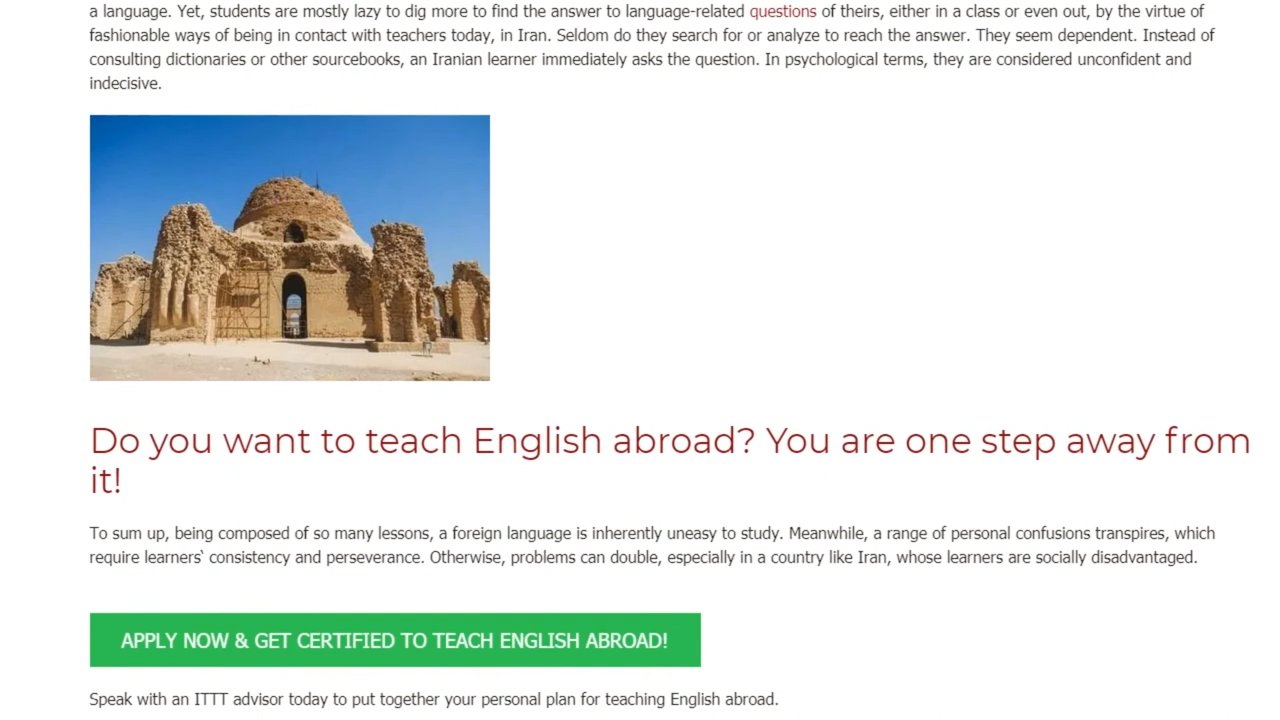 a language. Yet, students are mostly lazy to dig more to find the answer to language-related questions of theirs, either in a class or even out, by the virtue of
fashionable ways of being in contact with teachers today, in Iran. Seldom do they search for or analyze to reach the answer. They seem dependent. Instead of
consulting dictionaries or other sourcebooks, an Iranian learner immediately asks the question. In psychological terms, they are considered unconfident and
indecisive.
Do you want to teach English abroad? You are one step away from
it!
To sum up, being composed of so many lessons, a foreign language is inherently uneasy to study. Meanwhile, a range of personal confusions transpires, which
require learners‛ consistency and perseverance. Otherwise, problems can double, especially in a country like Iran, whose learners are socially disadvantaged.
APPLY NOW & GET CERTIFIED TO TEACH ENGLISH ABROAD!
Speak with an ITTT advisor today to put together your personal plan for teaching English abroad.